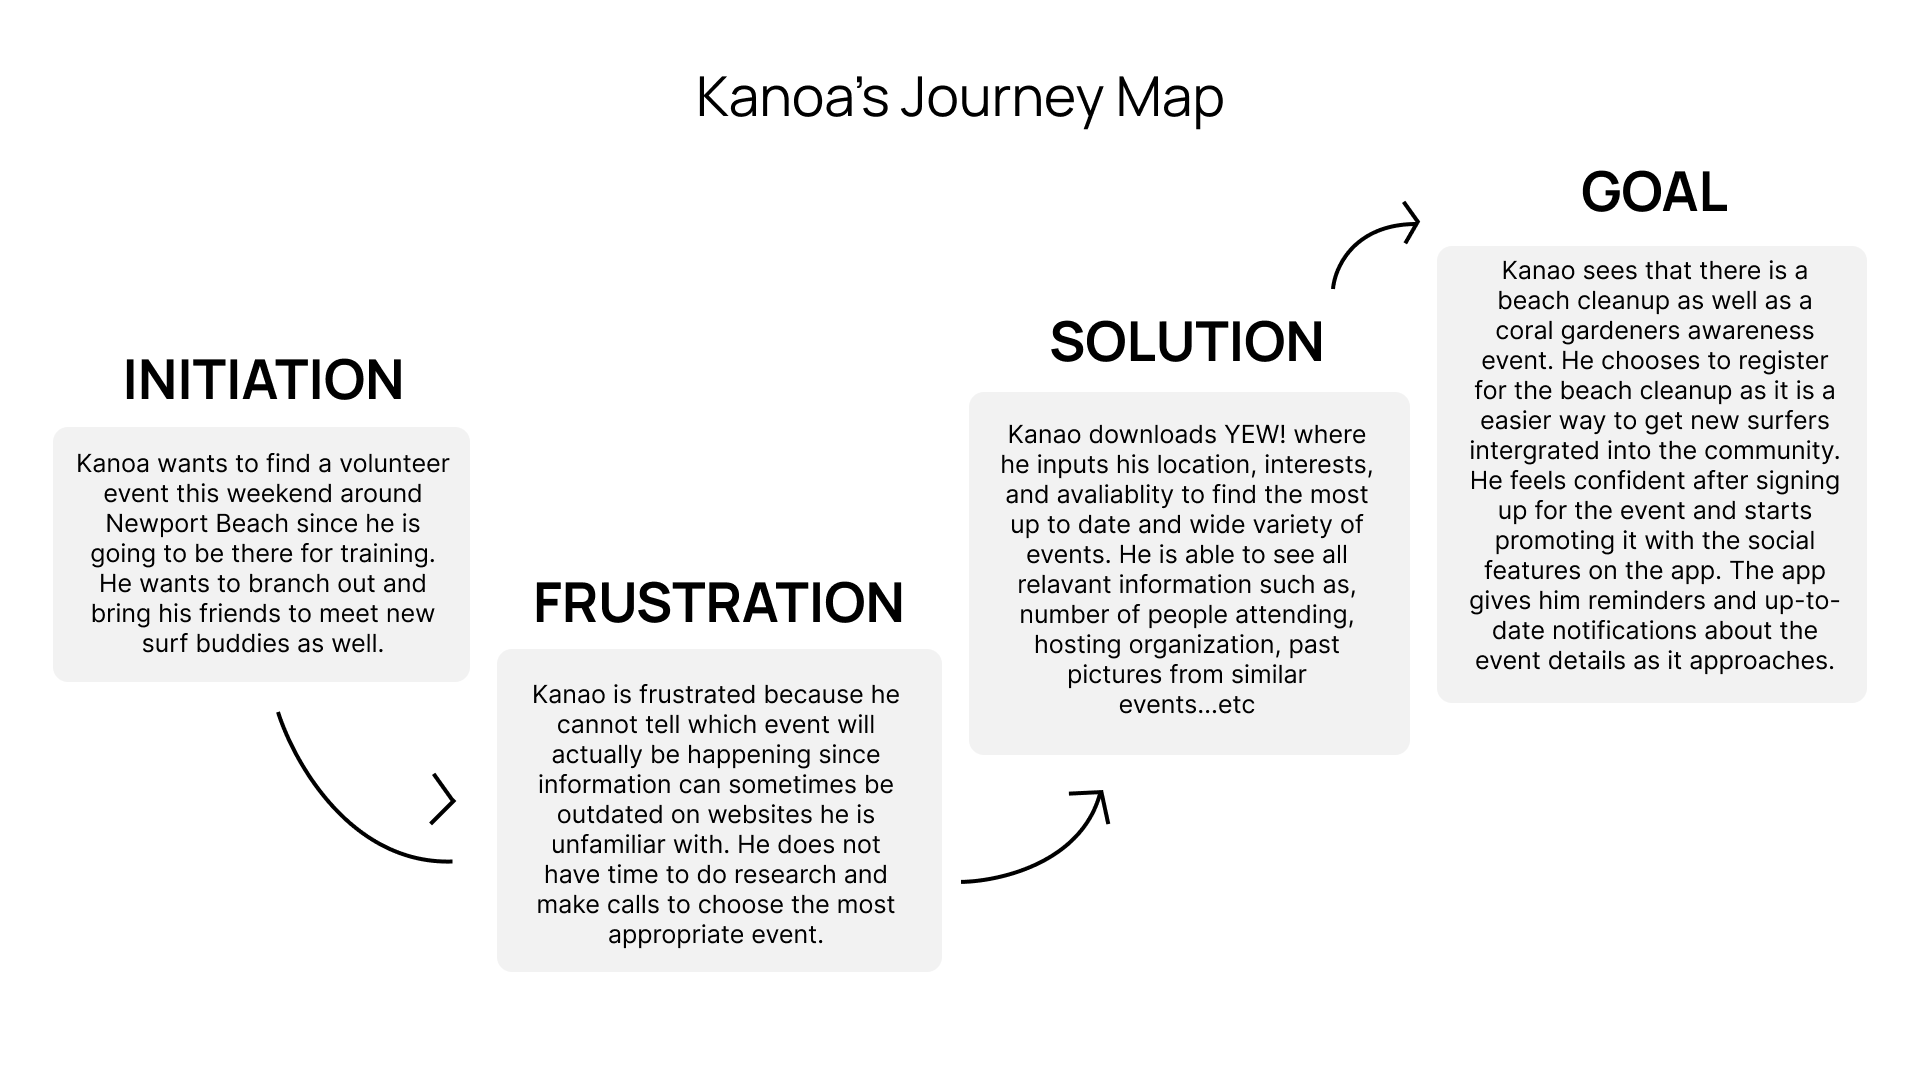 Kanoa's Journey Map
INITIATION
Kanoa wants to find a volunteer
event this weekend around
Newport Beach since he is
going to be there for training.
He wants to branch out and
bring his friends to meet new
surf buddies as well.
FRUSTRATION
Kanao is frustrated because he
cannot tell which event will
actually be happening since
information can sometimes be
outdated on websites he is
unfamiliar with. He does not
have time to do research and
make calls to choose the most
appropriate event.
SOLUTION
Kanao downloads YEW! where
he inputs his location, interests,
and avaliablity to find the most
up to date and wide variety of
events. He is able to see all
relavant information such as,
number of people attending,
hosting organization, past
pictures from similar
events...etc
GOAL
Kanao sees that there is a
beach cleanup as well as a
coral gardeners awareness
event. He chooses to register
for the beach cleanup as it is a
easier way to get new surfers
intergrated into the community.
He feels confident after signing
up for the event and starts
promoting it with the social
features on the app. The app
gives him reminders and up-to-
date notifications about the
event details as it approaches.